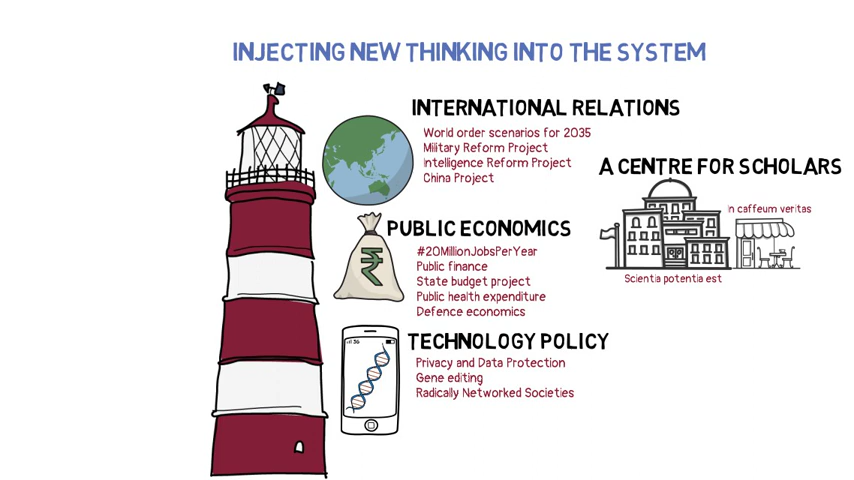 INJECTING NEW THINKING INTO THE SYSTEM
INTERNATIONAL RELATIONS
World order scenarios for 2035
Military Reform Project
Intelligence Reform Project
China Project
A CENTRE FOR SCHOLARS
In caffeum veritas
Scientia potentia est
PUBLIC ECONOMICS
#20MillionJobsPerYear
Public finance
State budget project
Public health expenditure
Defence economics
₹
TECHNOLOGY POLICY
Privacy and Data Protection
Gene editing
Radically Networked Societies
5G